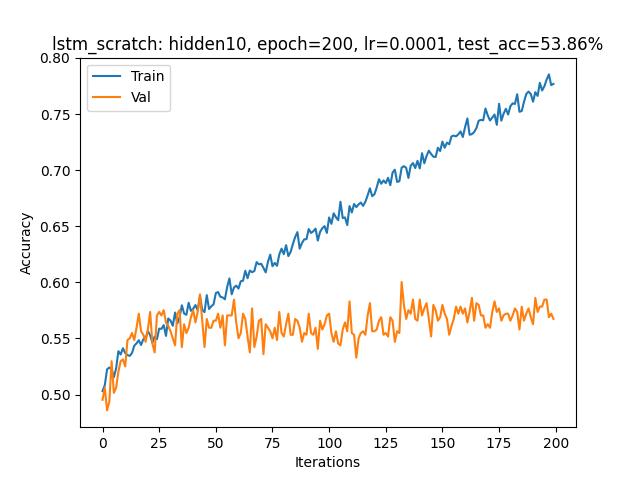 lstm_scratch: hidden10, epoch=200, lr=0.0001, test_acc=53.86%
Train
Val
0.80
0.75
0.70
0.65
0.60
0.55
0.50
Accuracy
0 25 50 75 100 125 150 175 200
Iterations